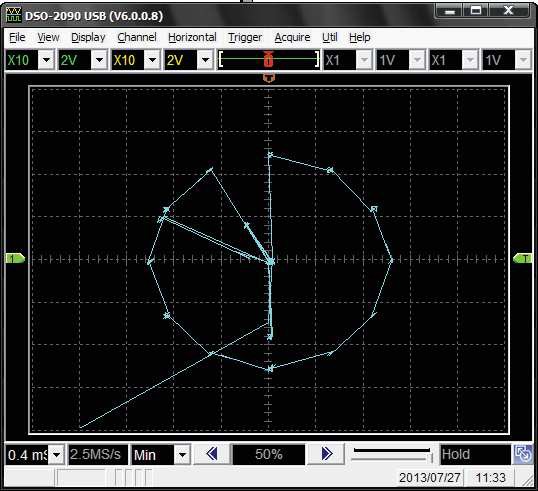 DSO-2090 USB (V6.0.0.8)
File View Display Channel Horizontal Trigger Acquire Util Help
X10 2V X10 2V X1 1V X1 1V
1 T
0.4 mS 2.5MS/s Min 50% Hold
2013/07/27 11:33